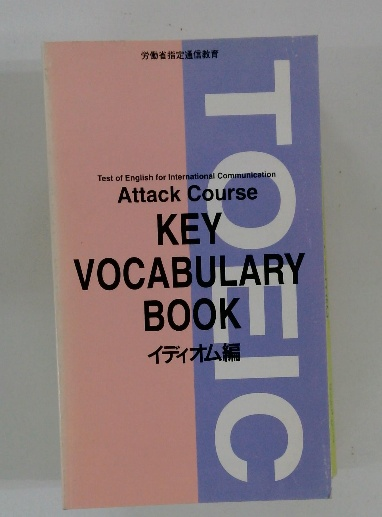 労働省指定通信教育
TOEIC
Test of English for International Communication
Attack Course
KEY
VOCABULARY
BOOK
イディオム編